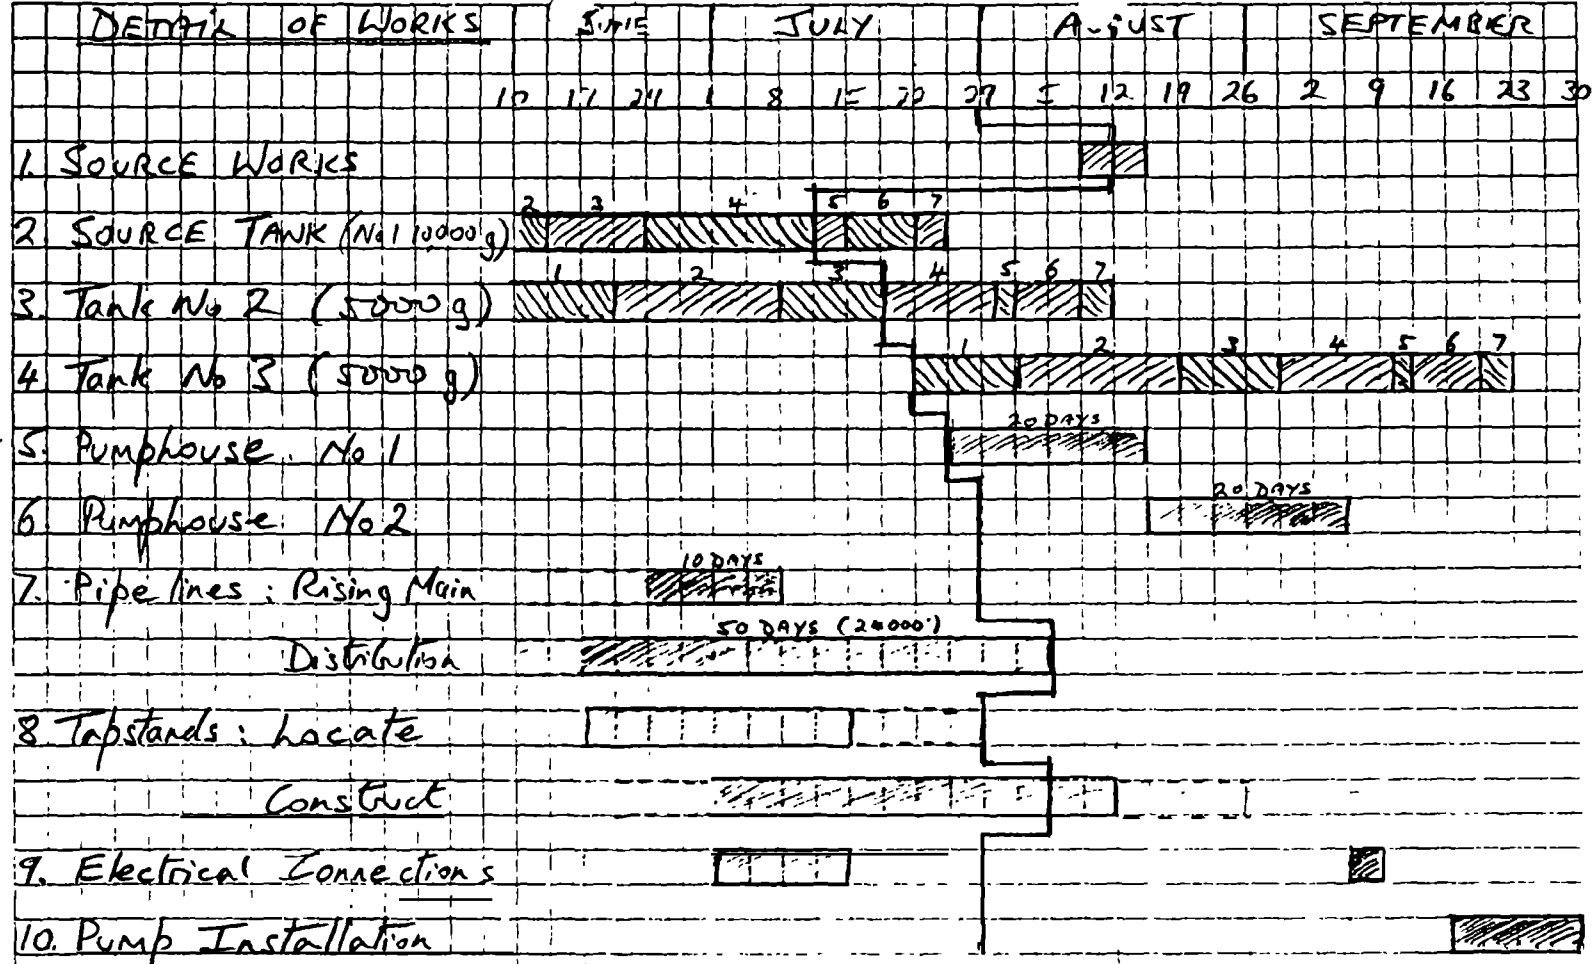 DETAIL OF WORKS JUNE JULY AUGUST SEPTEMBER
10 17 24 1 8 15 22 29 5 12 19 26 2 9 16 23 30
1. SOURCE WORKS
2 3 4 5 6 7
2 SOURCE TANK (No 1 10000 g)
1 2 3 4 5 6 7
3. Tank No 2 (5000 g)
1 2 3 4 5 6 7
4 Tank No 3 (5000 g)
20 DAYS
5. Pumphouse No 1
20 DAYS
6 Pumphouse No 2
10 DAYS
7. Pipe lines : Rising Main
50 DAYS
Distribution
8 Tapstands : Locate
Construct
9. Electrical Connections
10. Pump Installation